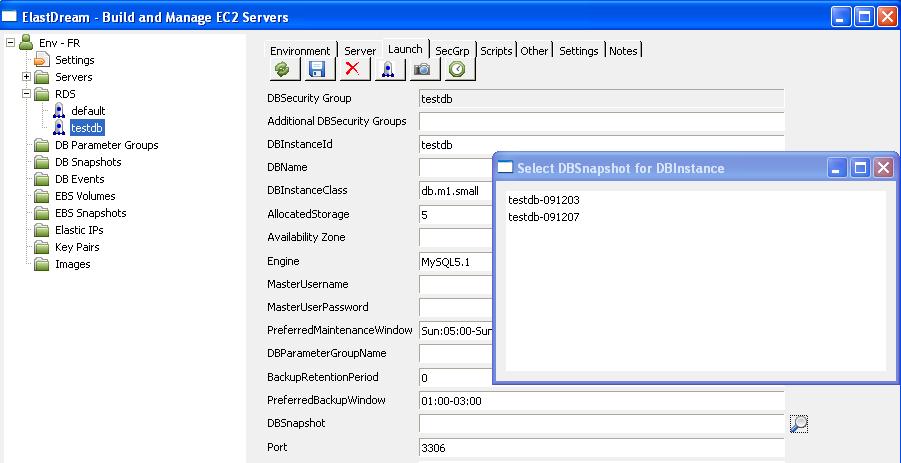 ElastDream - Build and Manage EC2 Servers
Env - FR
Settings
Servers
RDS
default
testdb
DB Parameter Groups
DB Snapshots
DB Events
EBS Volumes
EBS Snapshots
Elastic IPs
Key Pairs
Images
Environment Server Launch SecGrp Scripts Other Settings Notes
DBSecurity Group testdb
Additional DBSecurity Groups
DBInstanceId testdb
DBName
DBInstanceClass db.m1.small
AllocatedStorage 5
Availability Zone
Engine MySQL5.1
MasterUsername
MasterUserPassword
PreferredMaintenanceWindow Sun:05:00-Sun
DBParameterGroupName
BackupRetentionPeriod 0
PreferredBackupWindow 01:00-03:00
DBSnapshot
Port 3306
Select DBSnapshot for DBInstance
testdb-091203
testdb-091207